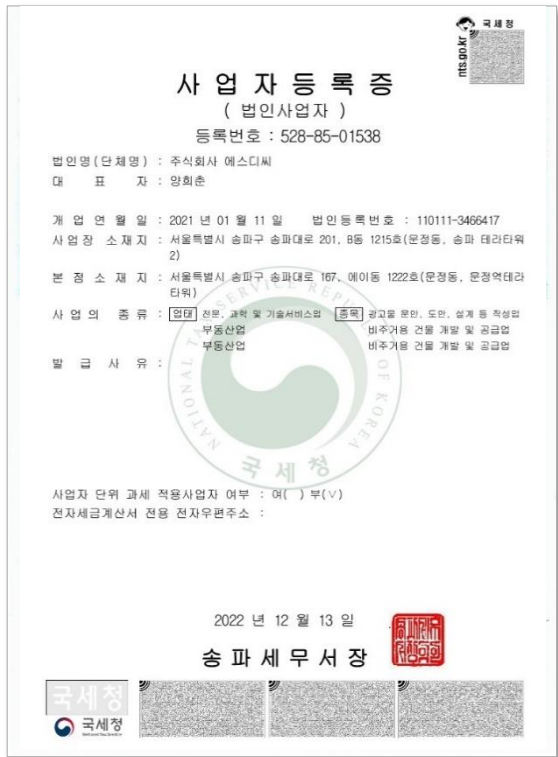 국세청
nts.go.kr
사업자등록증
( 법인사업자 )
등록번호 : 528-85-01538
법인명(단체명) : 주식회사 에스디씨
대 표 자 : 양희춘
개 업 연 월 일 : 2021 년 01 월 11 일 법인등록번호 : 110111-3466417
사업장 소재지 : 서울특별시 송파구 송파대로 201, B동 1215호(문정동, 송파 테라타워
2)
본 점 소 재 지 : 서울특별시 송파구 송파대로 167, 에이동 1222호(문정동, 문정역테라
타워)
사 업 의 종 류 : 업태 전문, 과학 및 기술서비스업 종목 광고물 문안, 도안, 설계 등 작성업
부동산업 비주거용 건물 개발 및 공급업
부동산업 비주거용 건물 개발 및 공급업
발 급 사 유 :
NATIONAL TAX SERVICE REPUBLIC OF KOREA
국세청
사업자 단위 과세 적용사업자 여부 : 여( ) 부(∨)
전자세금계산서 전용 전자우편주소 :
2022 년 12 월 13 일
송파세무서장
국세청
국세청